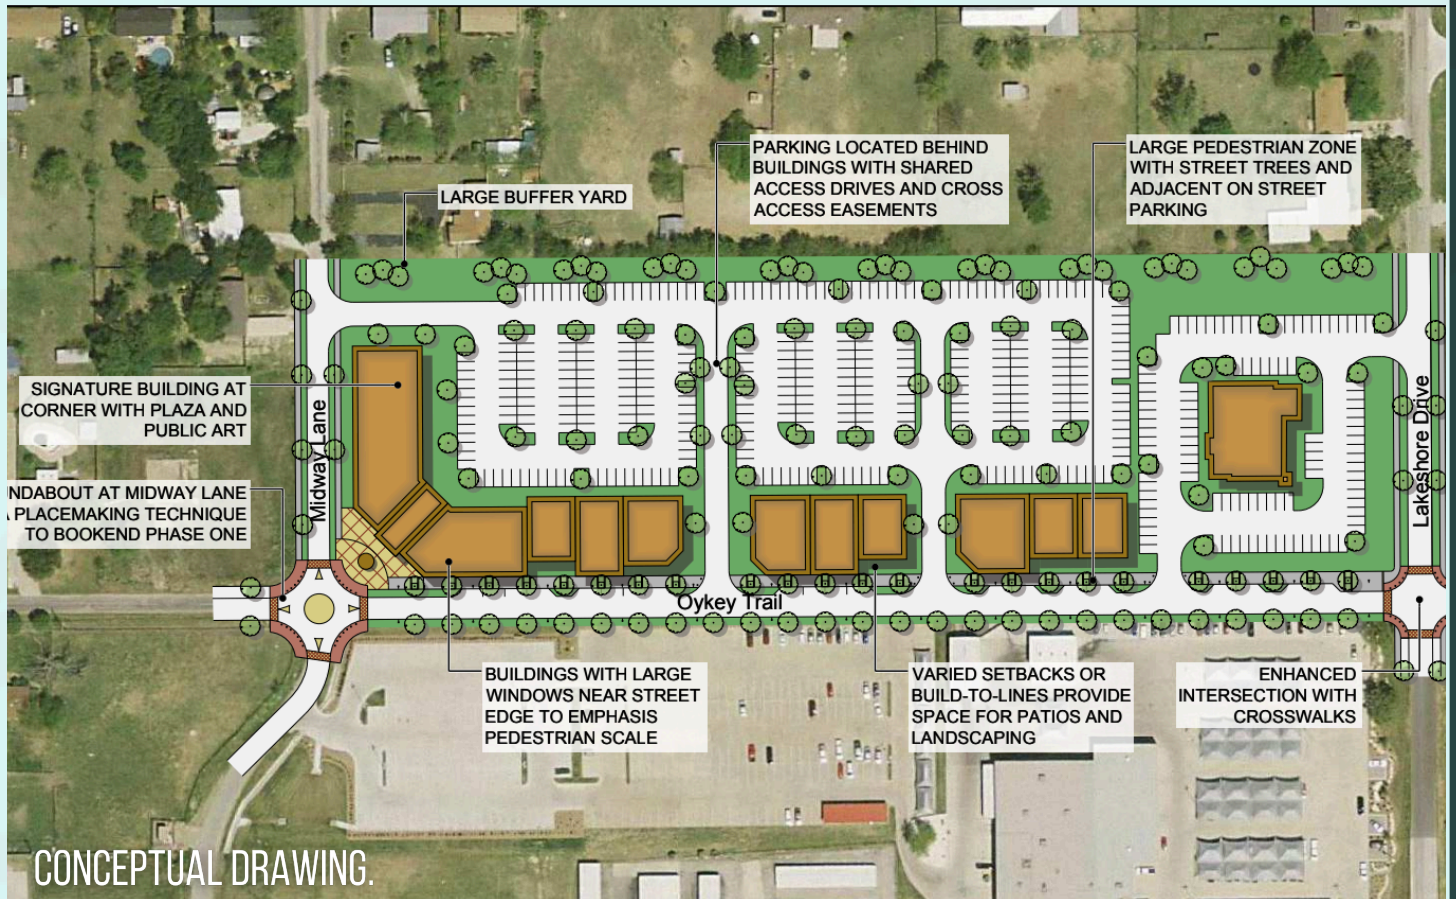 PARKING LOCATED BEHIND
BUILDINGS WITH SHARED
ACCESS DRIVES AND CROSS
ACCESS EASEMENTS
LARGE PEDESTRIAN ZONE
WITH STREET TREES AND
ADJACENT ON STREET
PARKING
LARGE BUFFER YARD
SIGNATURE BUILDING AT
CORNER WITH PLAZA AND
PUBLIC ART
Midway Lane
Lakeshore Drive
NDABOUT AT MIDWAY LANE
PLACEMAKING TECHNIQUE
TO BOOKEND PHASE ONE
Oykey Trail
BUILDINGS WITH LARGE
WINDOWS NEAR STREET
EDGE TO EMPHASIS
PEDESTRIAN SCALE
VARIED SETBACKS OR
BUILD-TO-LINES PROVIDE
SPACE FOR PATIOS AND
LANDSCAPING
ENHANCED
INTERSECTION WITH
CROSSWALKS
CONCEPTUAL DRAWING.